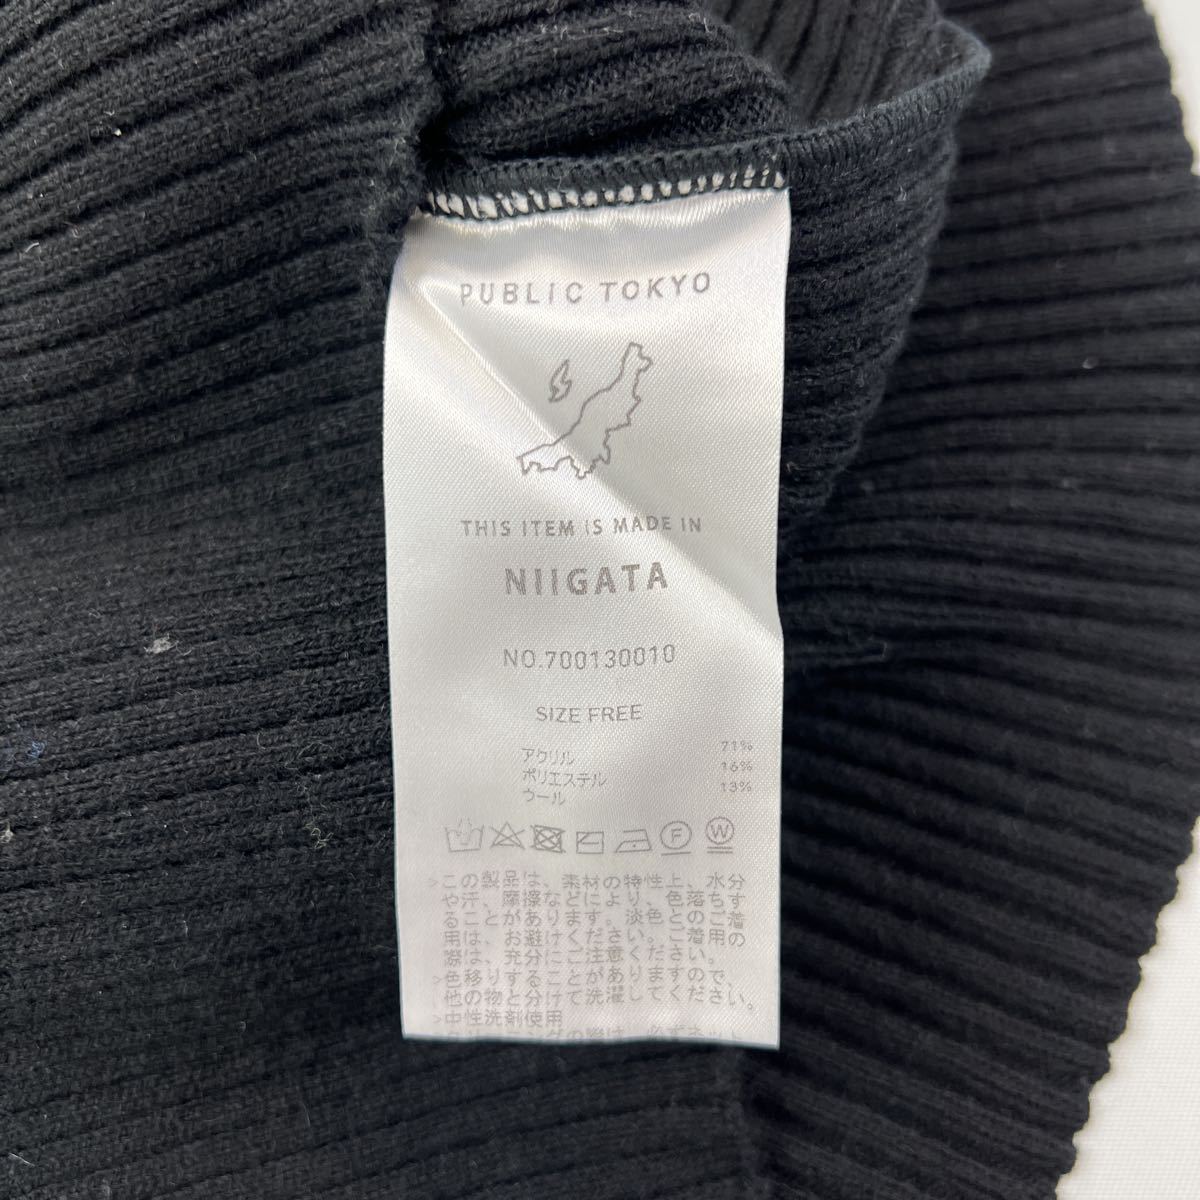 PUBLIC TOKYO
THIS ITEM IS MADE IN
NIIGATA
NO.700130010
SIZE FREE
アクリル 71%
ポリエステル 16%
ウール 13%
F W
>この製品は、素材の特性上、水分
や汗、摩擦などにより、色落ちす
ることがあります。淡色とのご着
用は、お避けください。ご着用の
際は、充分にご注意ください。
>色移りすることがありますので、
他の物と分けて洗濯してください。
>中性洗剤使用